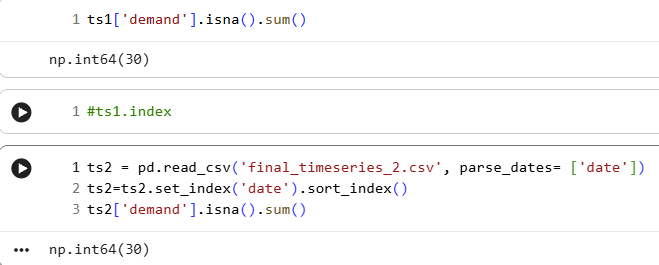 1 ts1['demand'].isna().sum()
np.int64(30)
1 #ts1.index
1 ts2 = pd.read_csv('final_timeseries_2.csv', parse_dates= ['date'])
2 ts2=ts2.set_index('date').sort_index()
3 ts2['demand'].isna().sum()
np.int64(30)